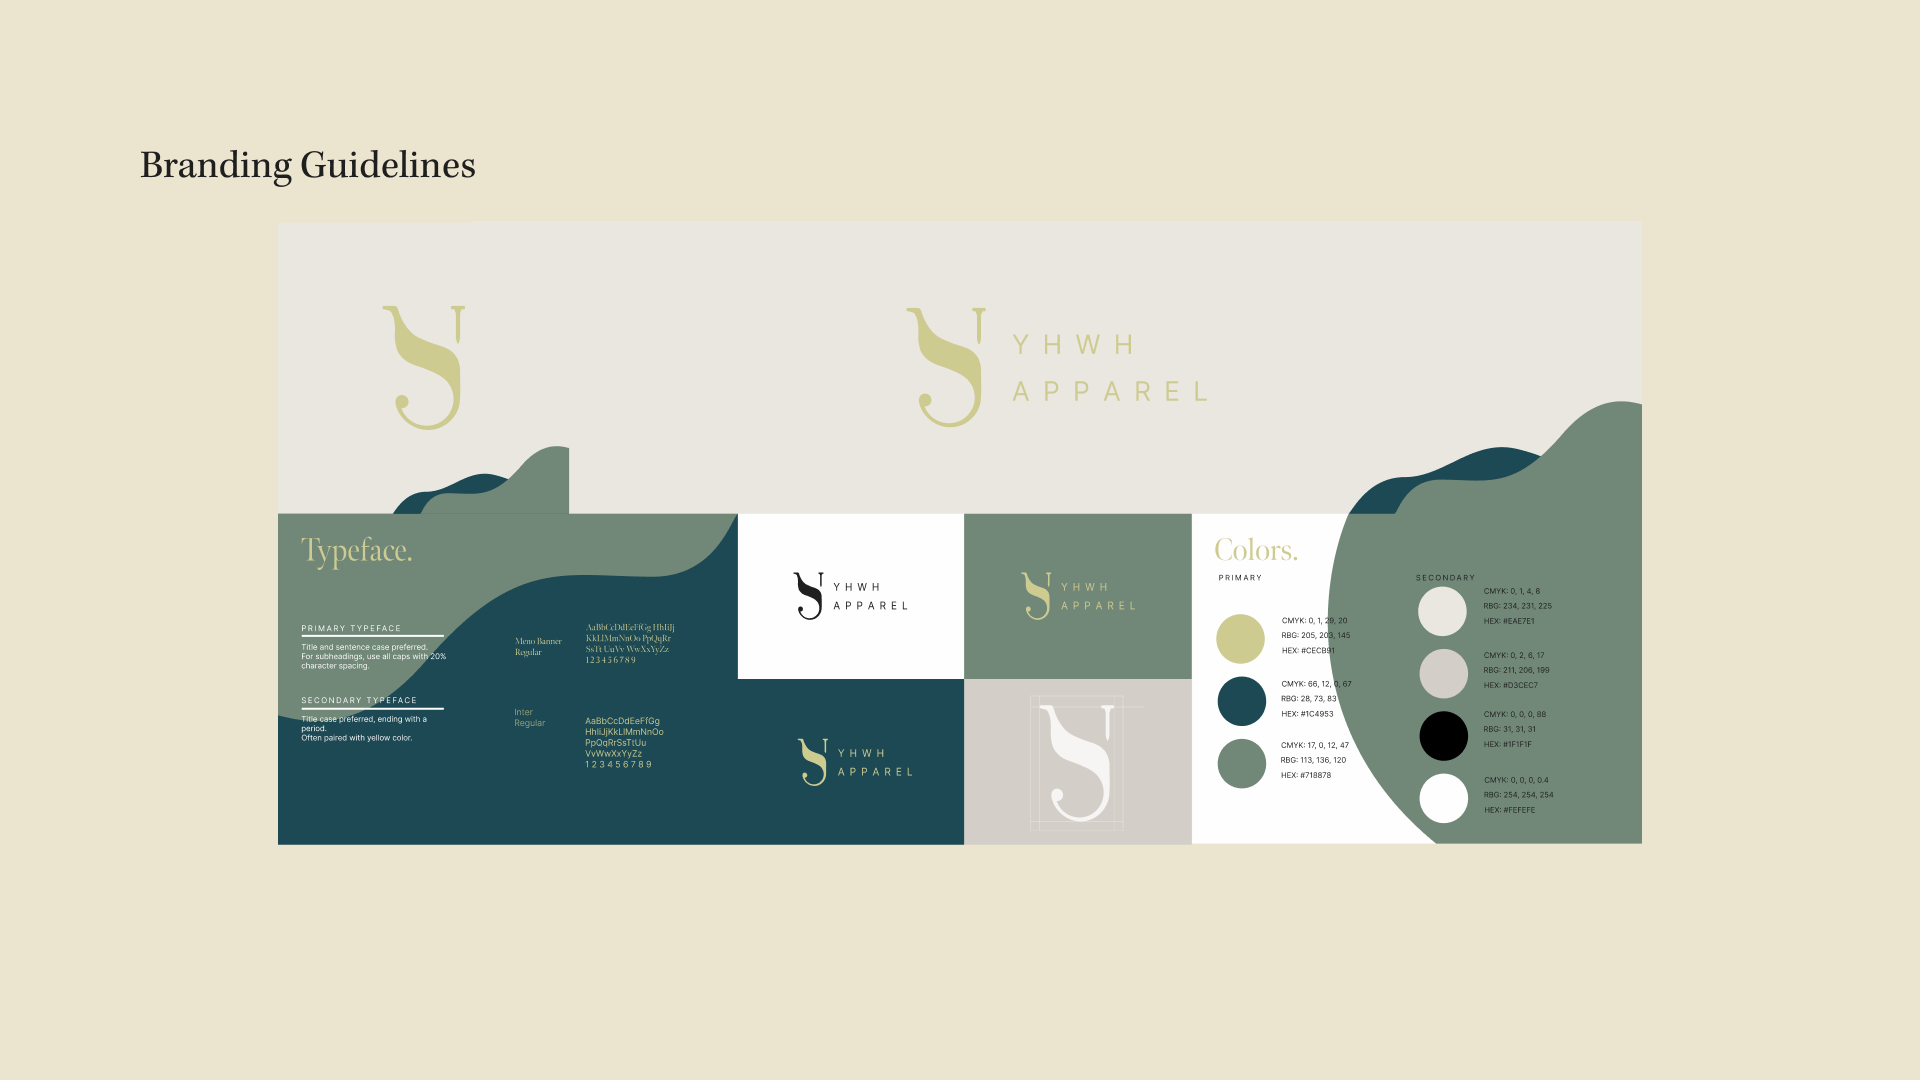 Branding Guidelines
YHWH
APPAREL
Typeface.
PRIMARY TYPEFACE
Title and sentence case preferred.
For subheadings, use all caps with 20%
character spacing.
Meno Banner
Regular
AaBbCcDdEeFfGg HhIiJj
KkLlMmNnOo PpQqRr
SsTt UuVv WwXxYyZz
1 2 3 4 5 6 7 8 9
SECONDARY TYPEFACE
Title case preferred, ending with a
period.
Often paired with yellow color.
Inter
Regular
AaBbCcDdEeFfGg
HhIiJjKkLlMmNnOo
PpQqRrSsTtUu
VvWwXxYyZz
1 2 3 4 5 6 7 8 9
YHWH
APPAREL
YHWH
APPAREL
YHWH
APPAREL
Colors.
PRIMARY
CMYK: 0, 1, 29, 20
RBG: 205, 203, 145
HEX: #CECB91
CMYK: 66, 12, 0, 67
RBG: 28, 73, 83
HEX: #1C4953
CMYK: 17, 0, 12, 47
RBG: 113, 136, 120
HEX: #718878
SECONDARY
CMYK: 0, 1, 4, 8
RBG: 234, 231, 225
HEX: #EAE7E1
CMYK: 0, 2, 6, 17
RBG: 211, 206, 199
HEX: #D3CEC7
CMYK: 0, 0, 0, 88
RBG: 31, 31, 31
HEX: #1F1F1F
CMYK: 0, 0, 0, 0.4
RBG: 254, 254, 254
HEX: #FEFEFE